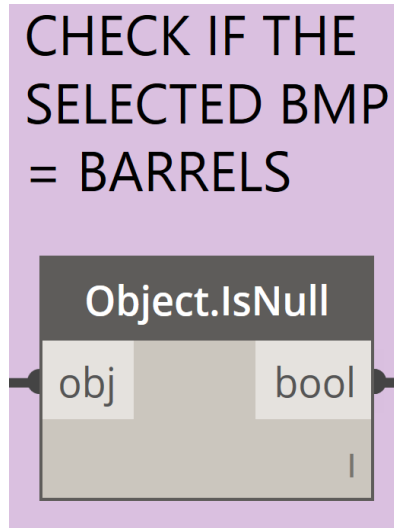 CHECK IF THE
SELECTED BMP
= BARRELS
Object.IsNull
obj
bool
l